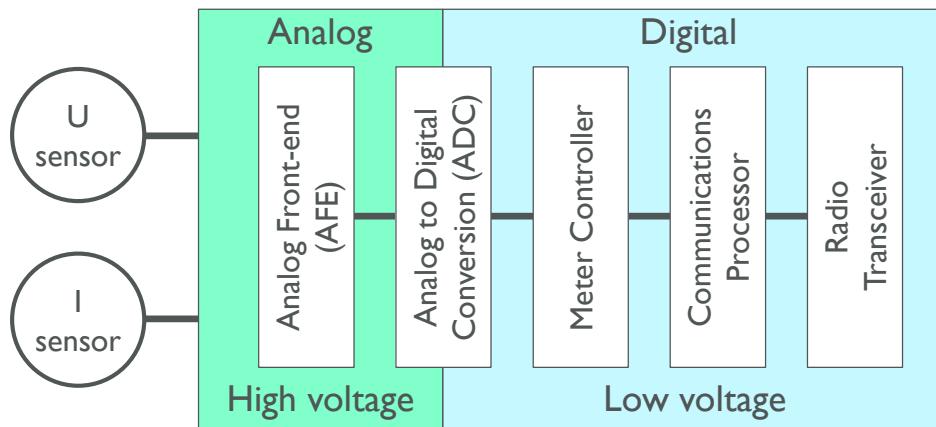 Analog
Digital
U
sensor
I
sensor
Analog Front-end
(AFE)
Analog to Digital
Conversion (ADC)
Meter Controller
Communications
Processor
Radio
Transceiver
High voltage
Low voltage